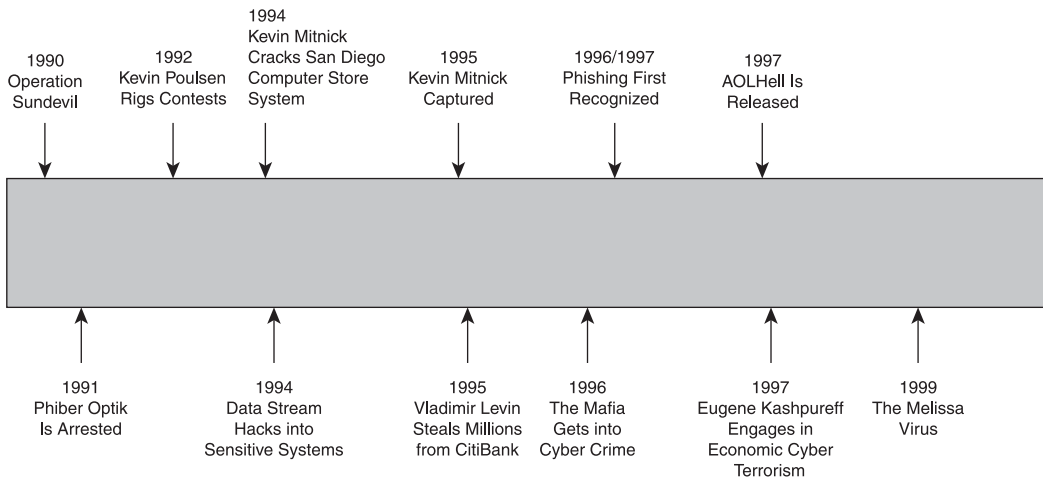 1990
Operation
Sundevil
1992
Kevin Poulsen
Rigs Contests
1994
Kevin Mitnick
Cracks San Diego
Computer Store
System
1995
Kevin Mitnick
Captured
1996/1997
Phishing First
Recognized
1997
AOLHell Is
Released
1991
Phiber Optik
Is Arrested
1994
Data Stream
Hacks into
Sensitive Systems
1995
Vladimir Levin
Steals Millions
from CitiBank
1996
The Mafia
Gets into
Cyber Crime
1997
Eugene Kashpureff
Engages in
Economic Cyber
Terrorism
1999
The Melissa
Virus